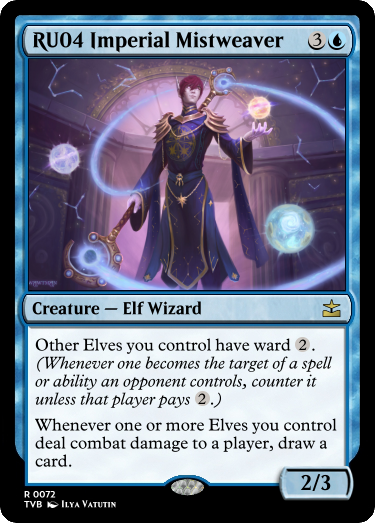 RU04 Imperial Mistweaver 3
Creature — Elf Wizard
Other Elves you control have ward 2.
(Whenever one becomes the target of a spell
or ability an opponent controls, counter it
unless that player pays 2.)
Whenever one or more Elves you control
deal combat damage to a player, draw a
card.
2/3
R 0072
TVB Ilya Vatutin